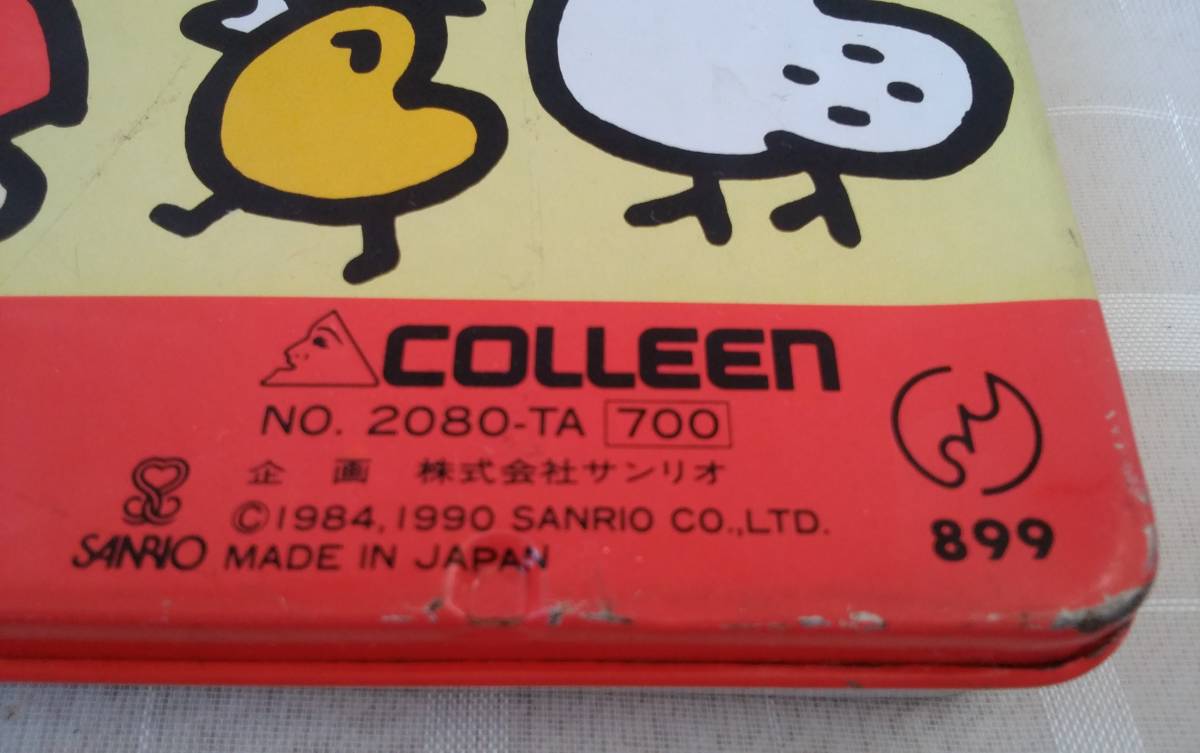 COLLEEN
NO. 2080-TA 700
企画 株式会社サンリオ
©1984,1990 SANRIO CO.,LTD.
SANRIO MADE IN JAPAN
899